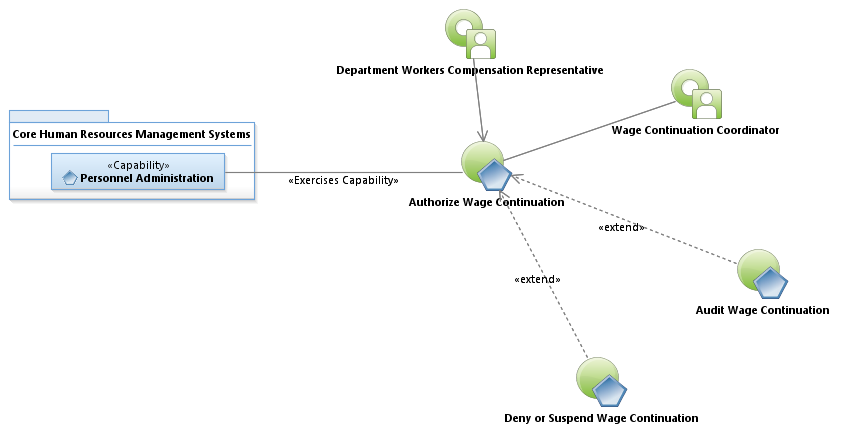 Department Workers Compensation Representative
Wage Continuation Coordinator
Core Human Resources Management Systems
«Capability»
Personnel Administration
«Exercises Capability»
Authorize Wage Continuation
«extend»
«extend»
Audit Wage Continuation
Deny or Suspend Wage Continuation